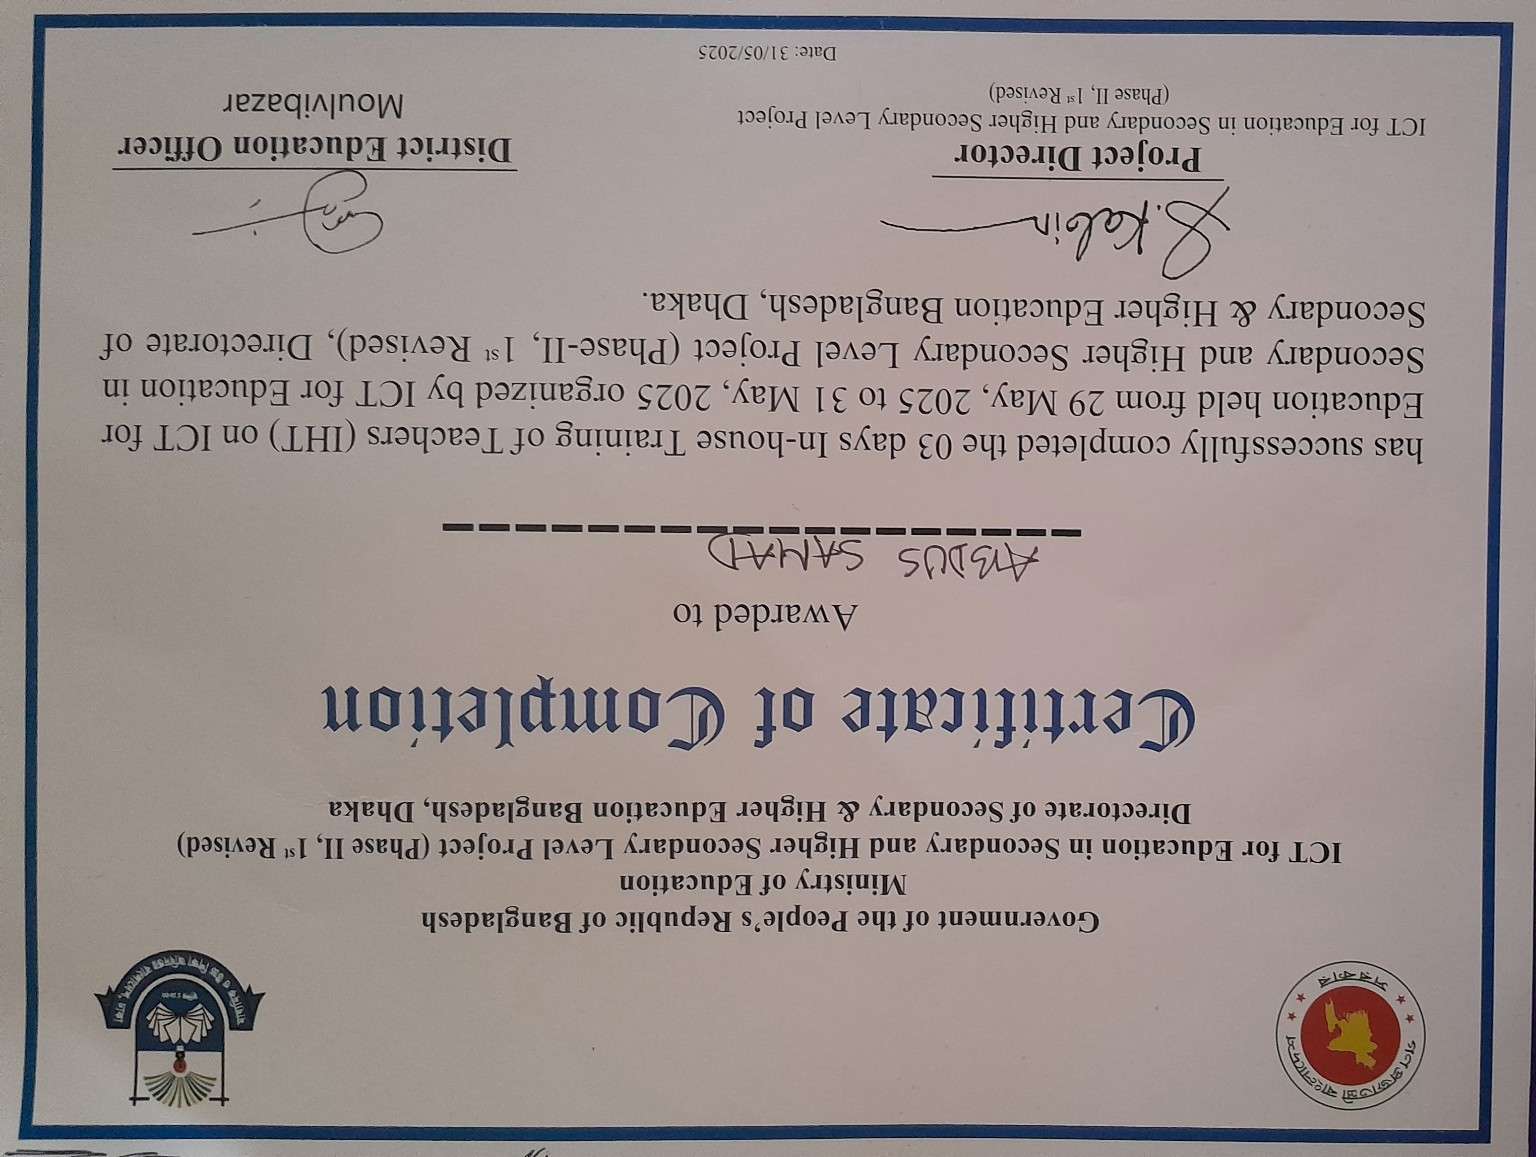 গণপ্রজাতন্ত্রী বাংলাদেশ
সরকার
Government of the People's Republic of Bangladesh
Ministry of Education
ICT for Education in Secondary and Higher Secondary Level Project (Phase II, 1st Revised)
Directorate of Secondary & Higher Education Bangladesh, Dhaka
Certificate of Completion
Awarded to
ABDUS SAMAD
has successfully completed the 03 days In-house Training of Teachers (IHT) on ICT for
Education held from 29 May, 2025 to 31 May, 2025 organized by ICT for Education in
Secondary and Higher Secondary Level Project (Phase-II, 1st Revised), Directorate of
Secondary & Higher Education Bangladesh, Dhaka.
S. Kabir
Project Director
ICT for Education in Secondary and Higher Secondary Level Project
(Phase II, 1st Revised)
District Education Officer
Moulvibazar
Date: 31/05/2025